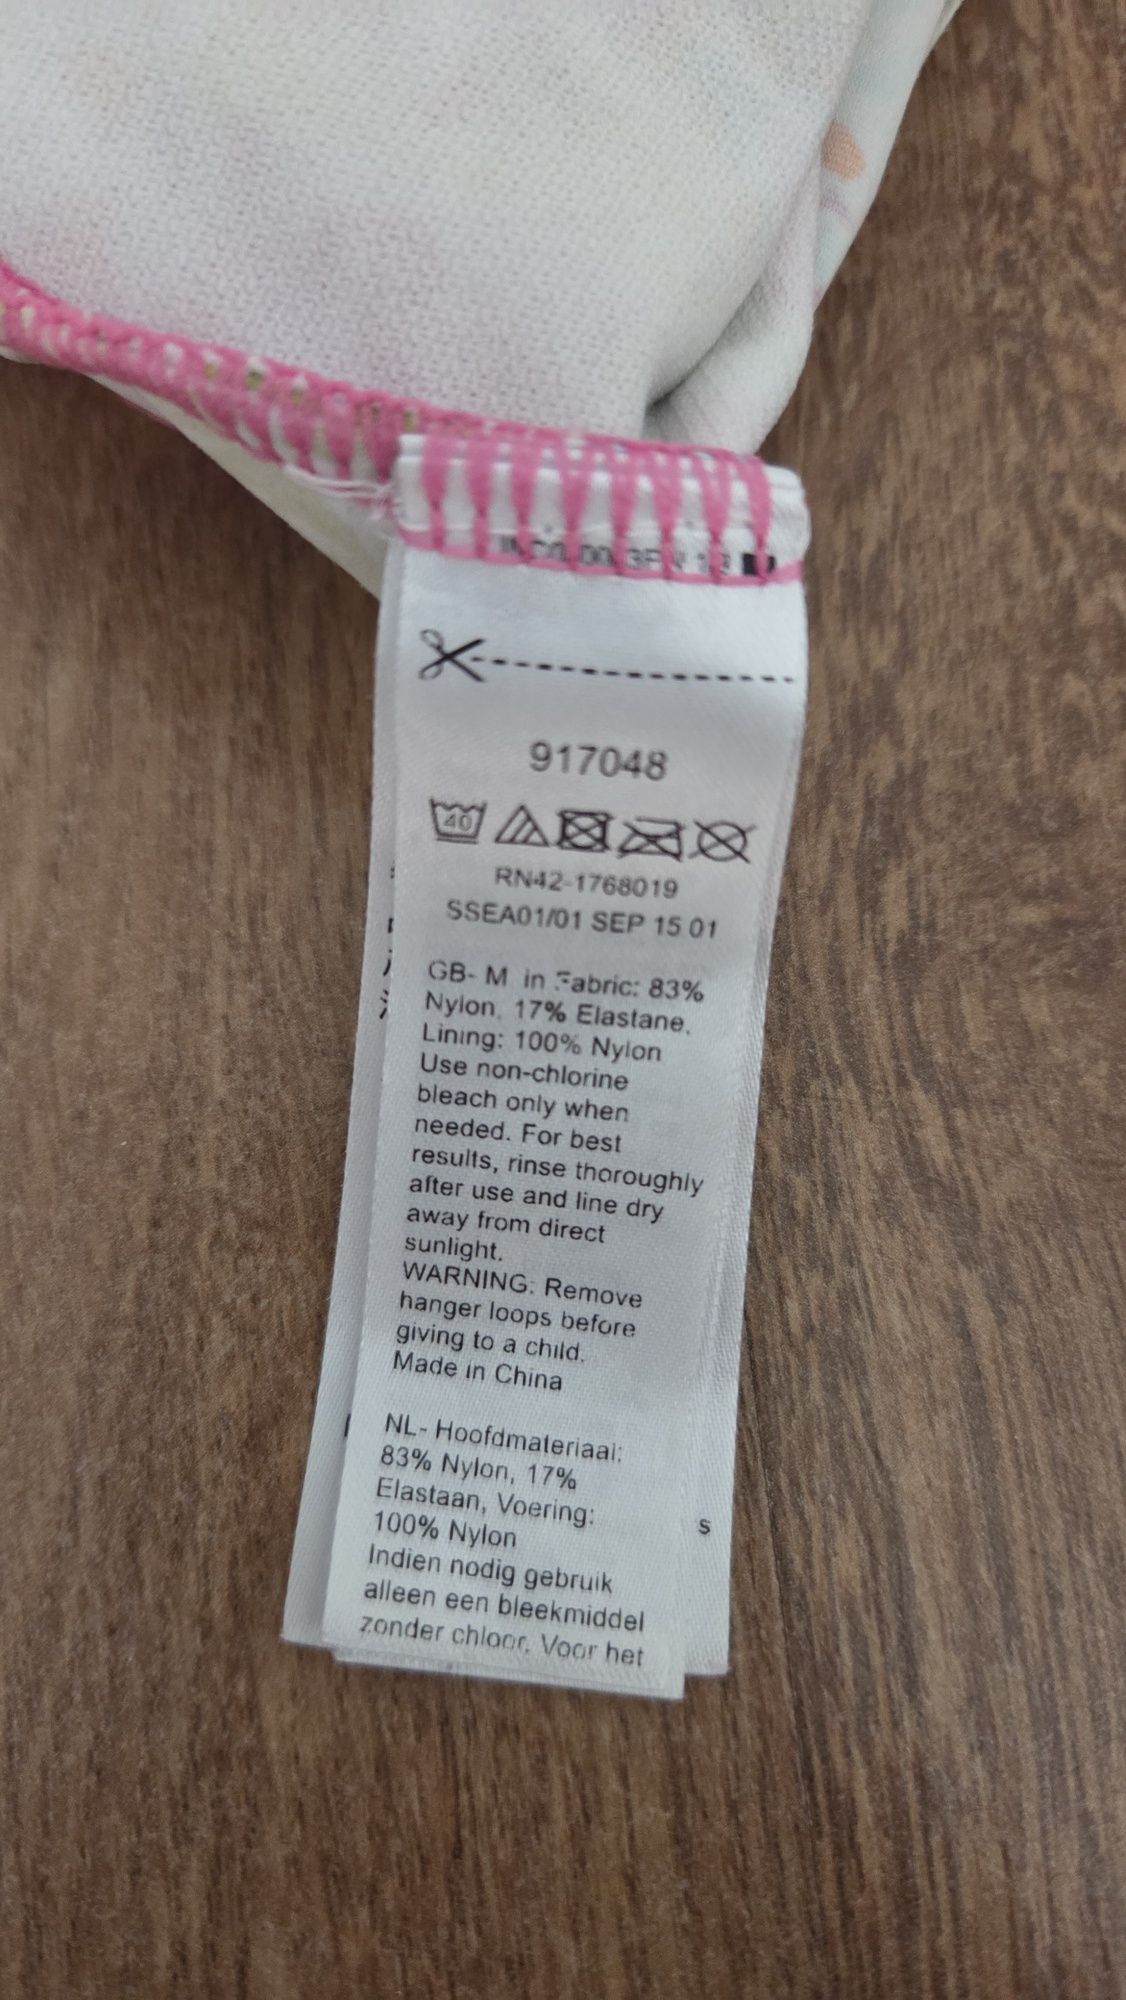 917048
40
RN42-1768019
SSEA01/01 SEP 15 01
GB- M in Fabric: 83%
Nylon, 17% Elastane,
Lining: 100% Nylon
Use non-chlorine
bleach only when
needed. For best
results, rinse thoroughly
after use and line dry
away from direct
sunlight.
WARNING: Remove
hanger loops before
giving to a child.
Made in China
NL- Hoofdmateriaal:
83% Nylon, 17%
Elastaan, Voering:
100% Nylon
Indien nodig gebruik
alleen een bleekmiddel
zonder chloor. Voor het
s